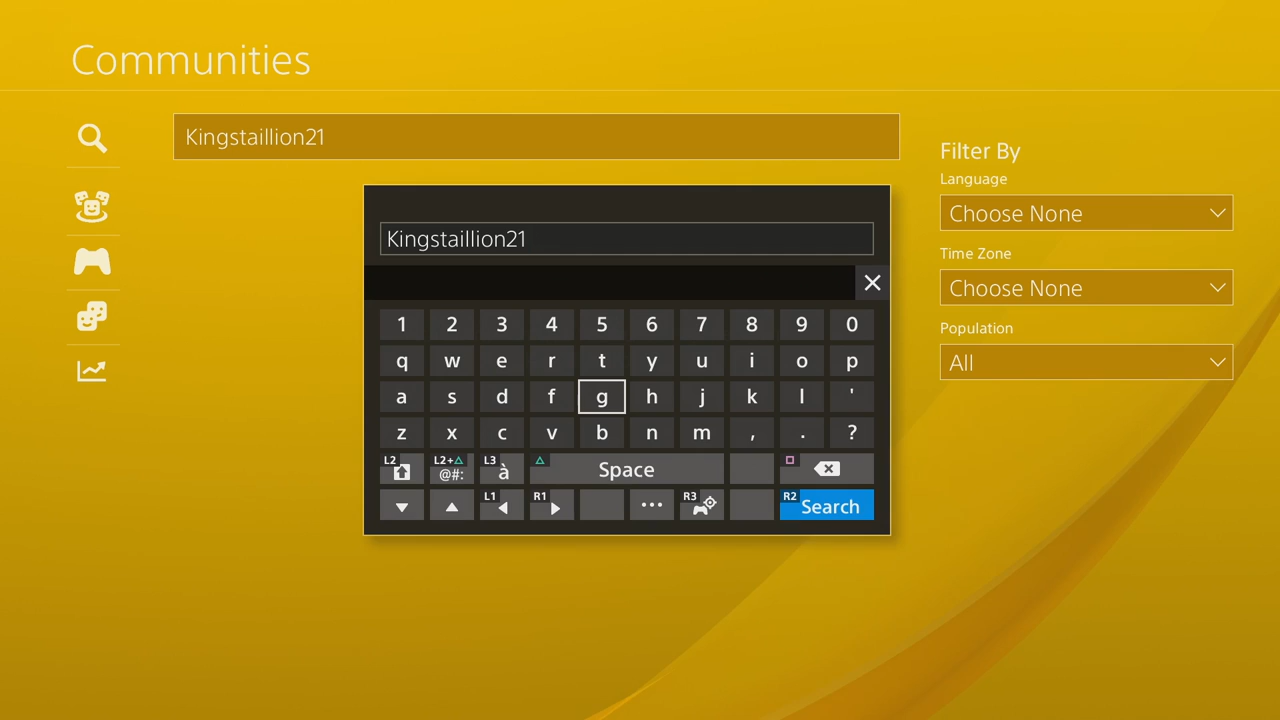 Communities
Kingstaillion21
Filter By
Language
Choose None
Time Zone
Choose None
Population
All
Kingstaillion21
1 2 3 4 5 6 7 8 9 0
q w e r t y u i o p
a s d f g h j k l '
z x c v b n m , . ?
L2 L2+△ @#: L3 à △ Space
L1 R1 ... R3 R2 Search